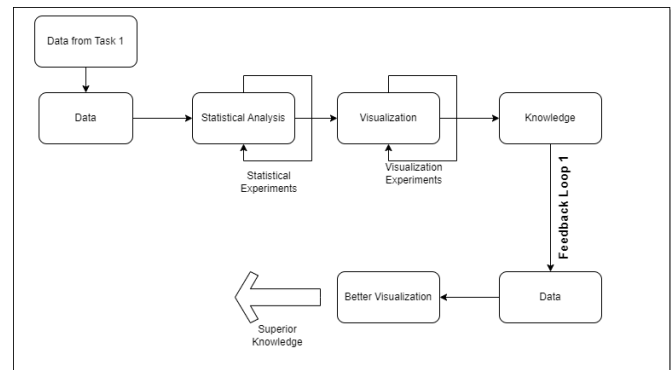 Data from Task 1
Data
Statistical Analysis
Visualization
Knowledge
Statistical
Experiments
Visualization
Experiments
Feedback Loop 1
Data
Better Visualization
Superior
Knowledge